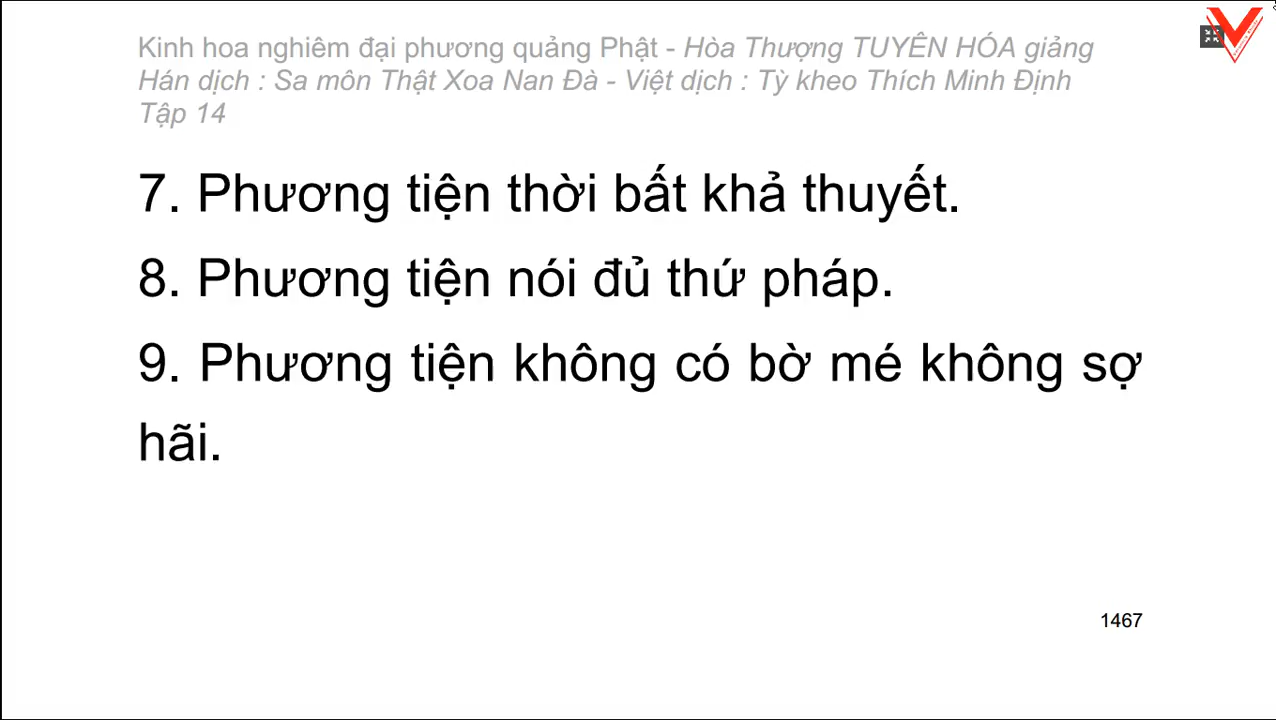 Kinh hoa nghiêm đại phương quảng Phật - Hòa Thượng TUYÊN HÓA giảng
Hán dịch : Sa môn Thật Xoa Nan Đà - Việt dịch : Tỳ kheo Thích Minh Định
Tập 14
7. Phương tiện thời bất khả thuyết.
8. Phương tiện nói đủ thứ pháp.
9. Phương tiện không có bờ mé không sợ
hãi.
1467